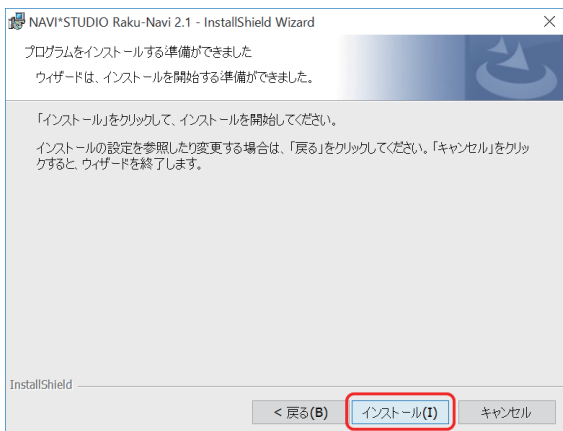 NAVI*STUDIO Raku-Navi 2.1 - InstallShield Wizard
プログラムをインストールする準備ができました
ウィザードは、インストールを開始する準備ができました。
「インストール」をクリックして、インストールを開始してください。
インストールの設定を参照したり変更する場合は、「戻る」をクリックしてください。「キャンセル」をクリッ
クすると、ウィザードを終了します。
InstallShield
< 戻る(B) インストール(I) キャンセル